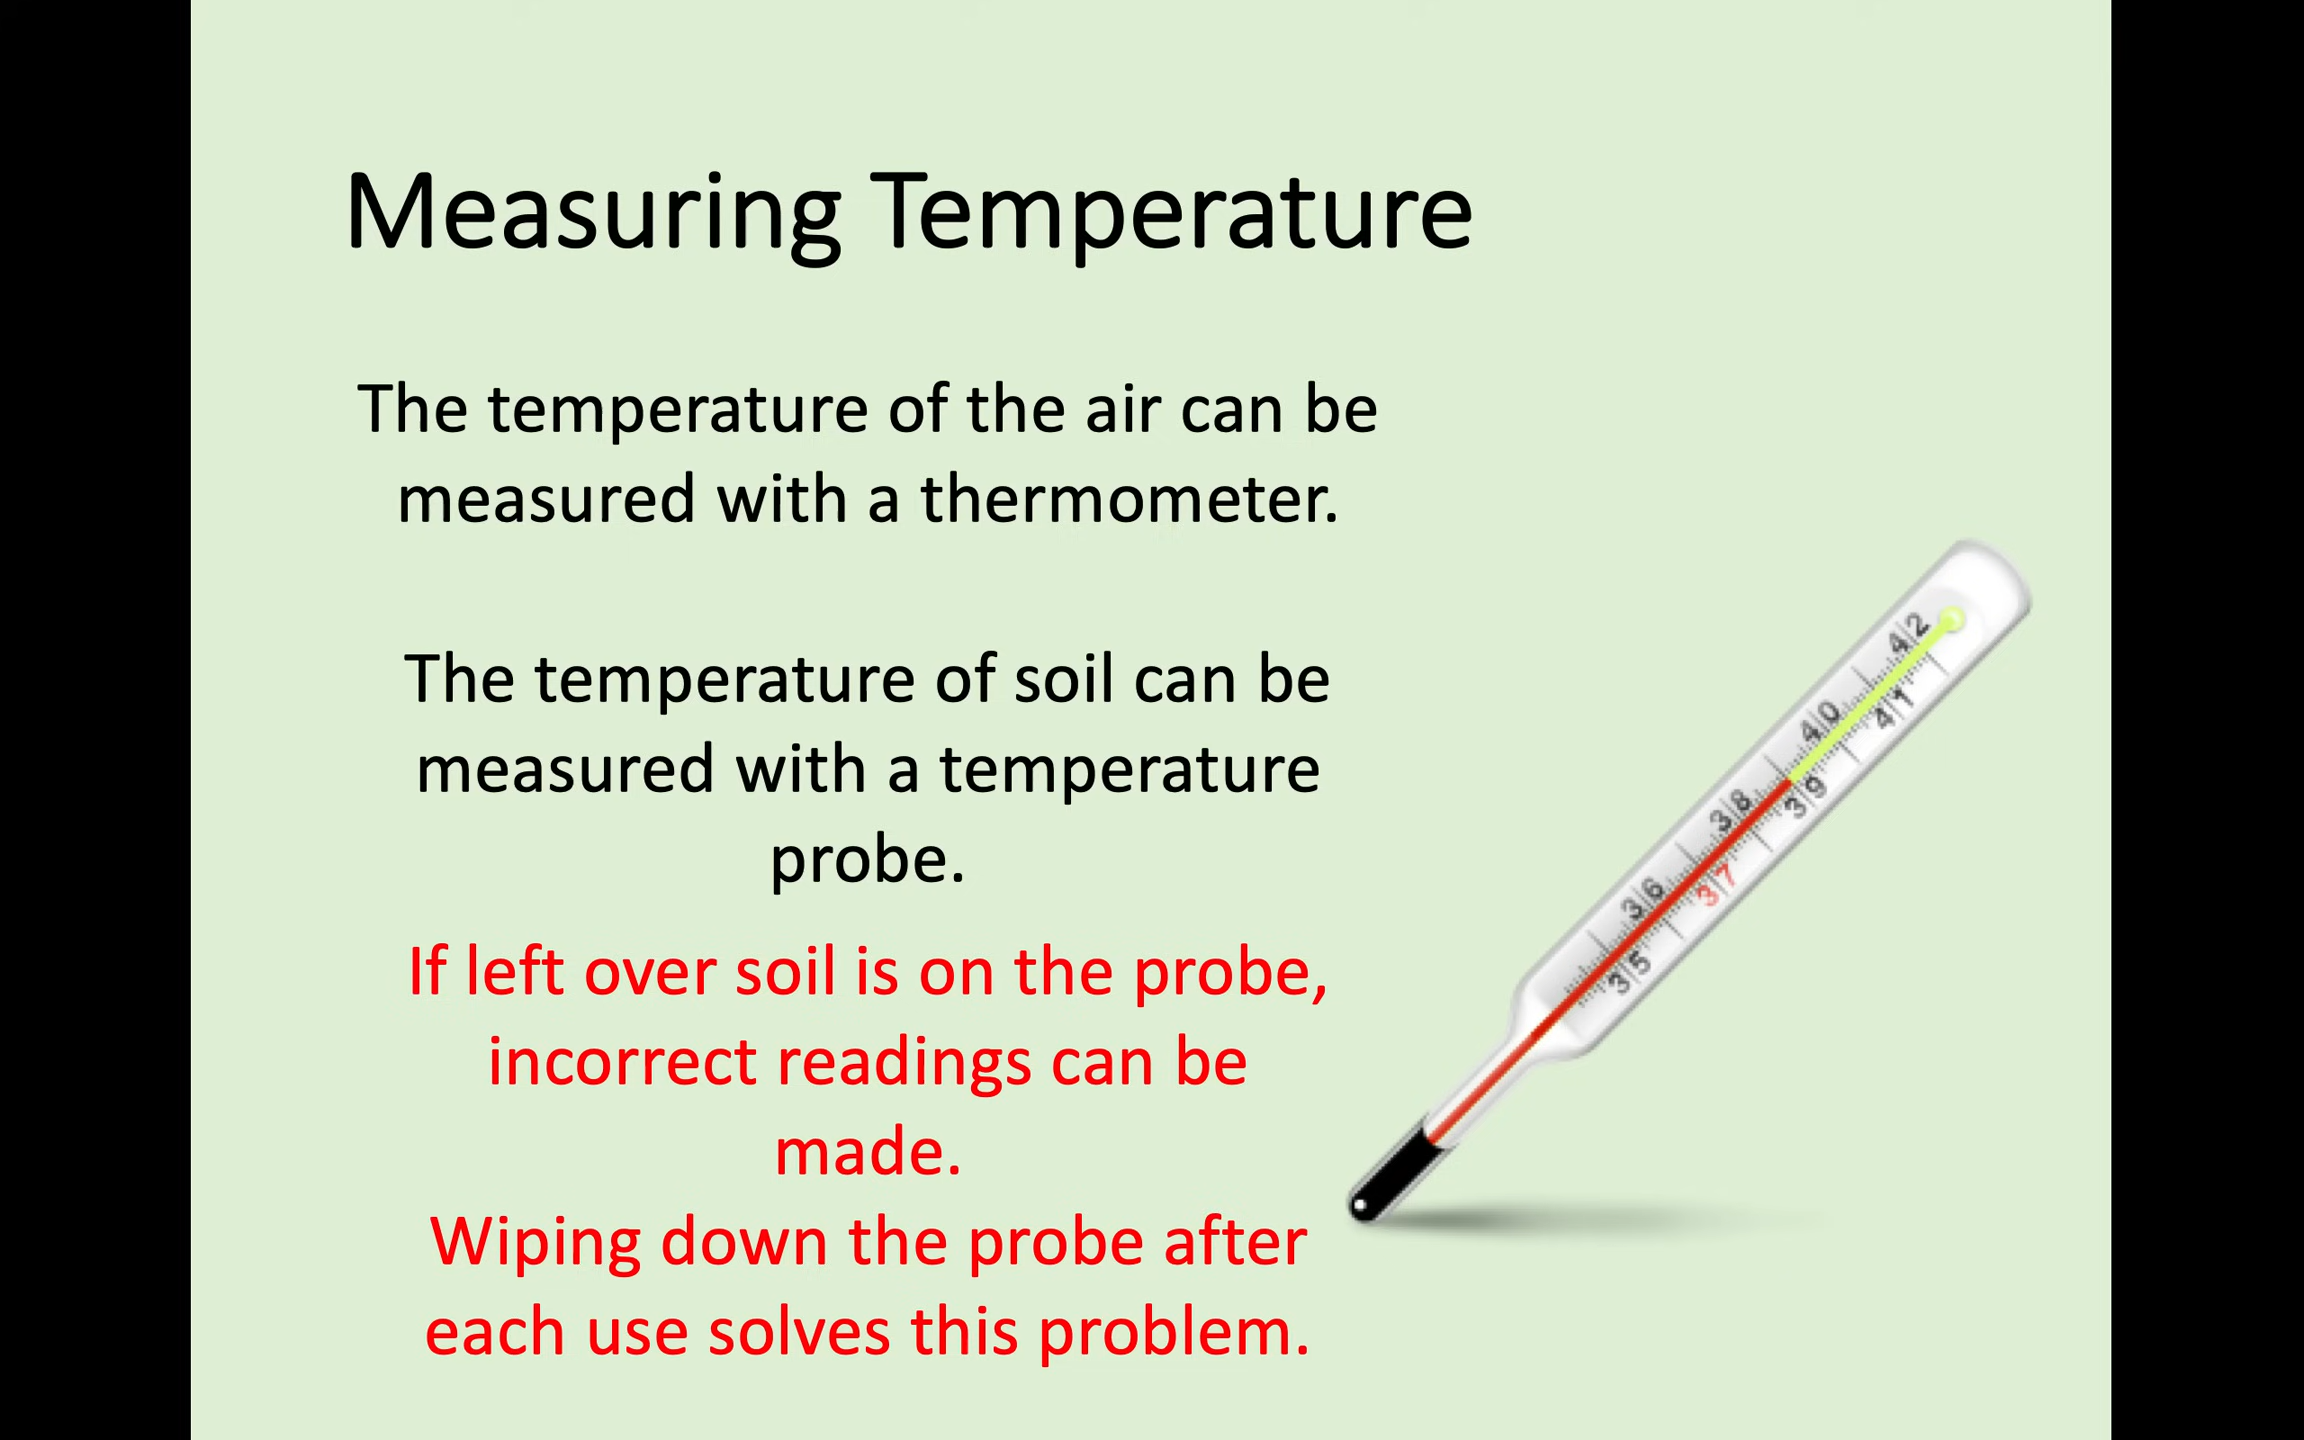 Measuring Temperature
The temperature of the air can be
measured with a thermometer.
The temperature of soil can be
measured with a temperature
probe.
If left over soil is on the probe,
incorrect readings can be
made.
Wiping down the probe after
each use solves this problem.
42
41
40
39
38
37
36
35